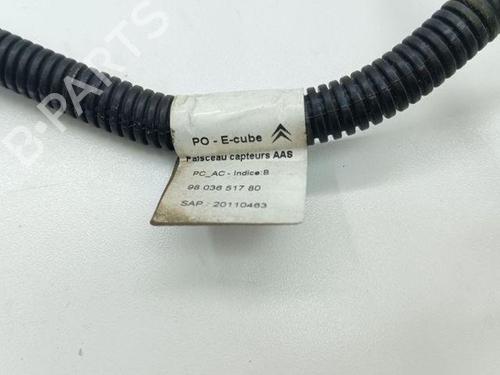 PO - E-cube
Faisceau capteurs AAS
PC_AC - Indice:B
98 036 517 80
SAP : 20110463
B-PARTS